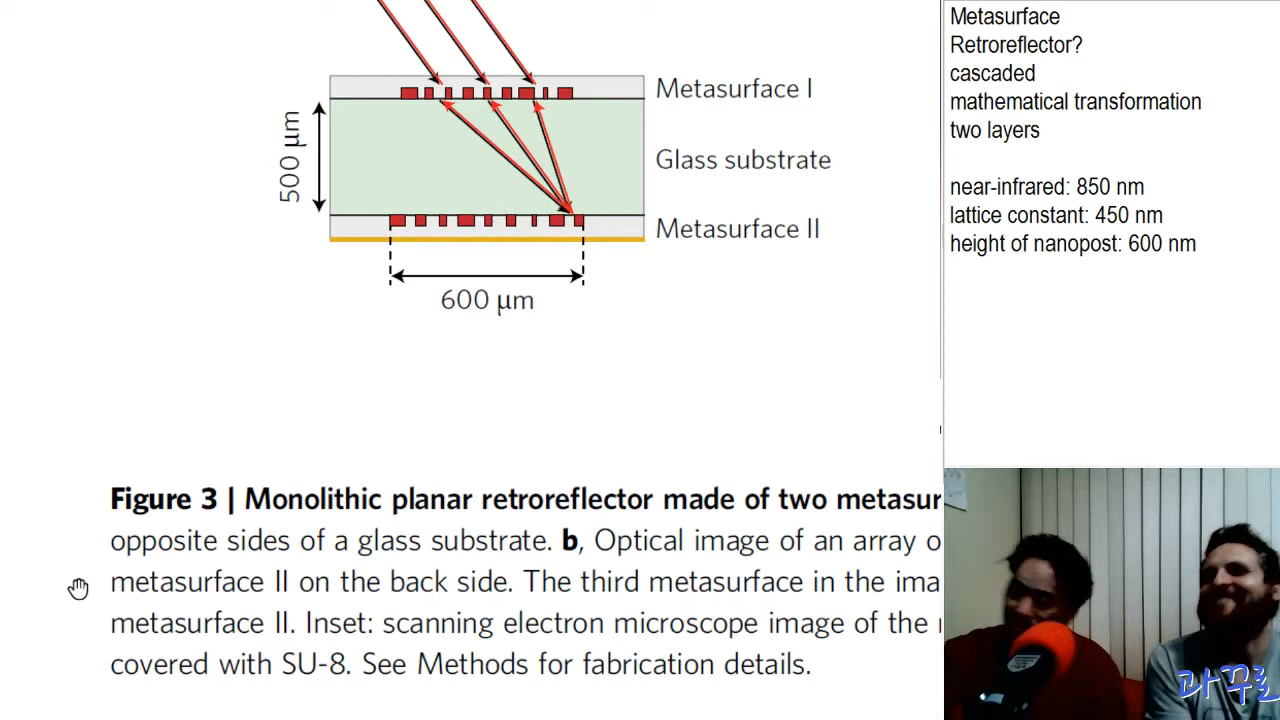 Metasurface I
500 μm
Glass substrate
Metasurface II
600 μm
Figure 3 | Monolithic planar retroreflector made of two metasur
opposite sides of a glass substrate. b, Optical image of an array o
metasurface II on the back side. The third metasurface in the ima
metasurface II. Inset: scanning electron microscope image of the
covered with SU-8. See Methods for fabrication details.
Metasurface
Retroreflector?
cascaded
mathematical transformation
two layers
near-infrared: 850 nm
lattice constant: 450 nm
height of nanopost: 600 nm
과꾸로